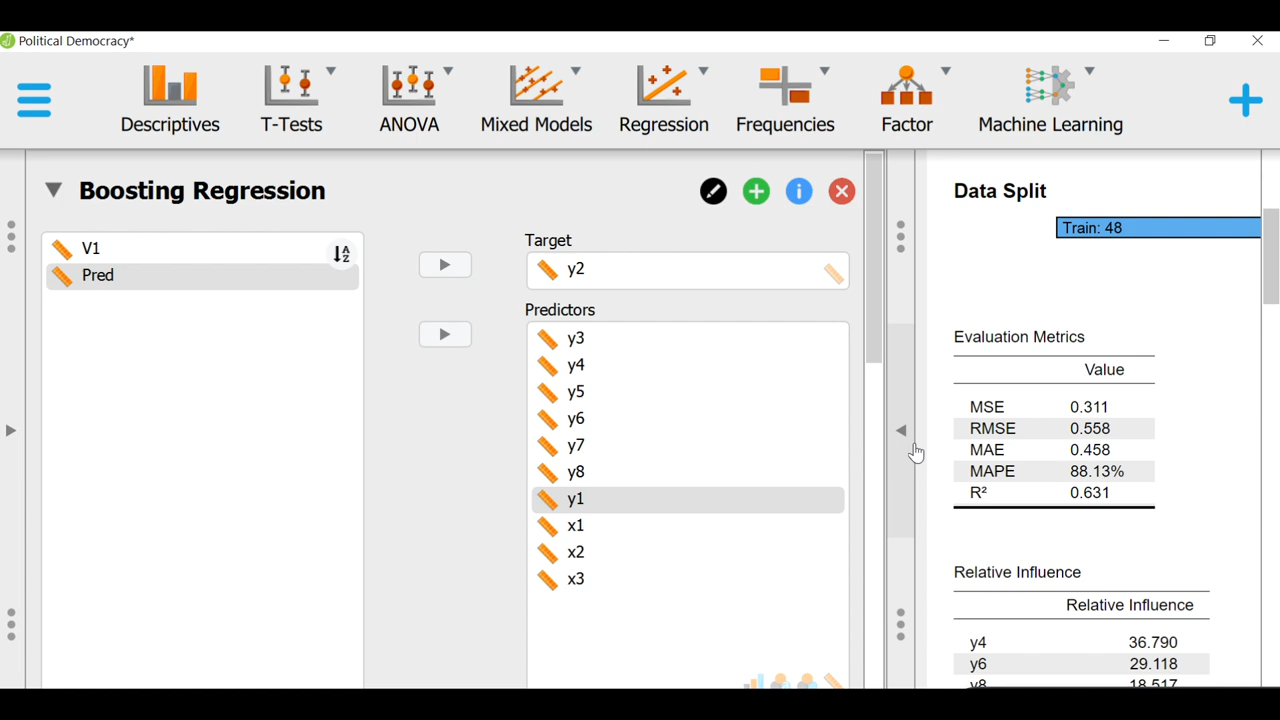 Political Democracy*
Descriptives
T-Tests
ANOVA
Mixed Models
Regression
Frequencies
Factor
Machine Learning
Boosting Regression
V1
Pred
Target
y2
Predictors
y3
y4
y5
y6
y7
y8
y1
x1
x2
x3
Data Split
Train: 48
Evaluation Metrics
Value
MSE 0.311
RMSE 0.558
MAE 0.458
MAPE 88.13%
R² 0.631
Relative Influence
Relative Influence
y4 36.790
y6 29.118
y8 18.517